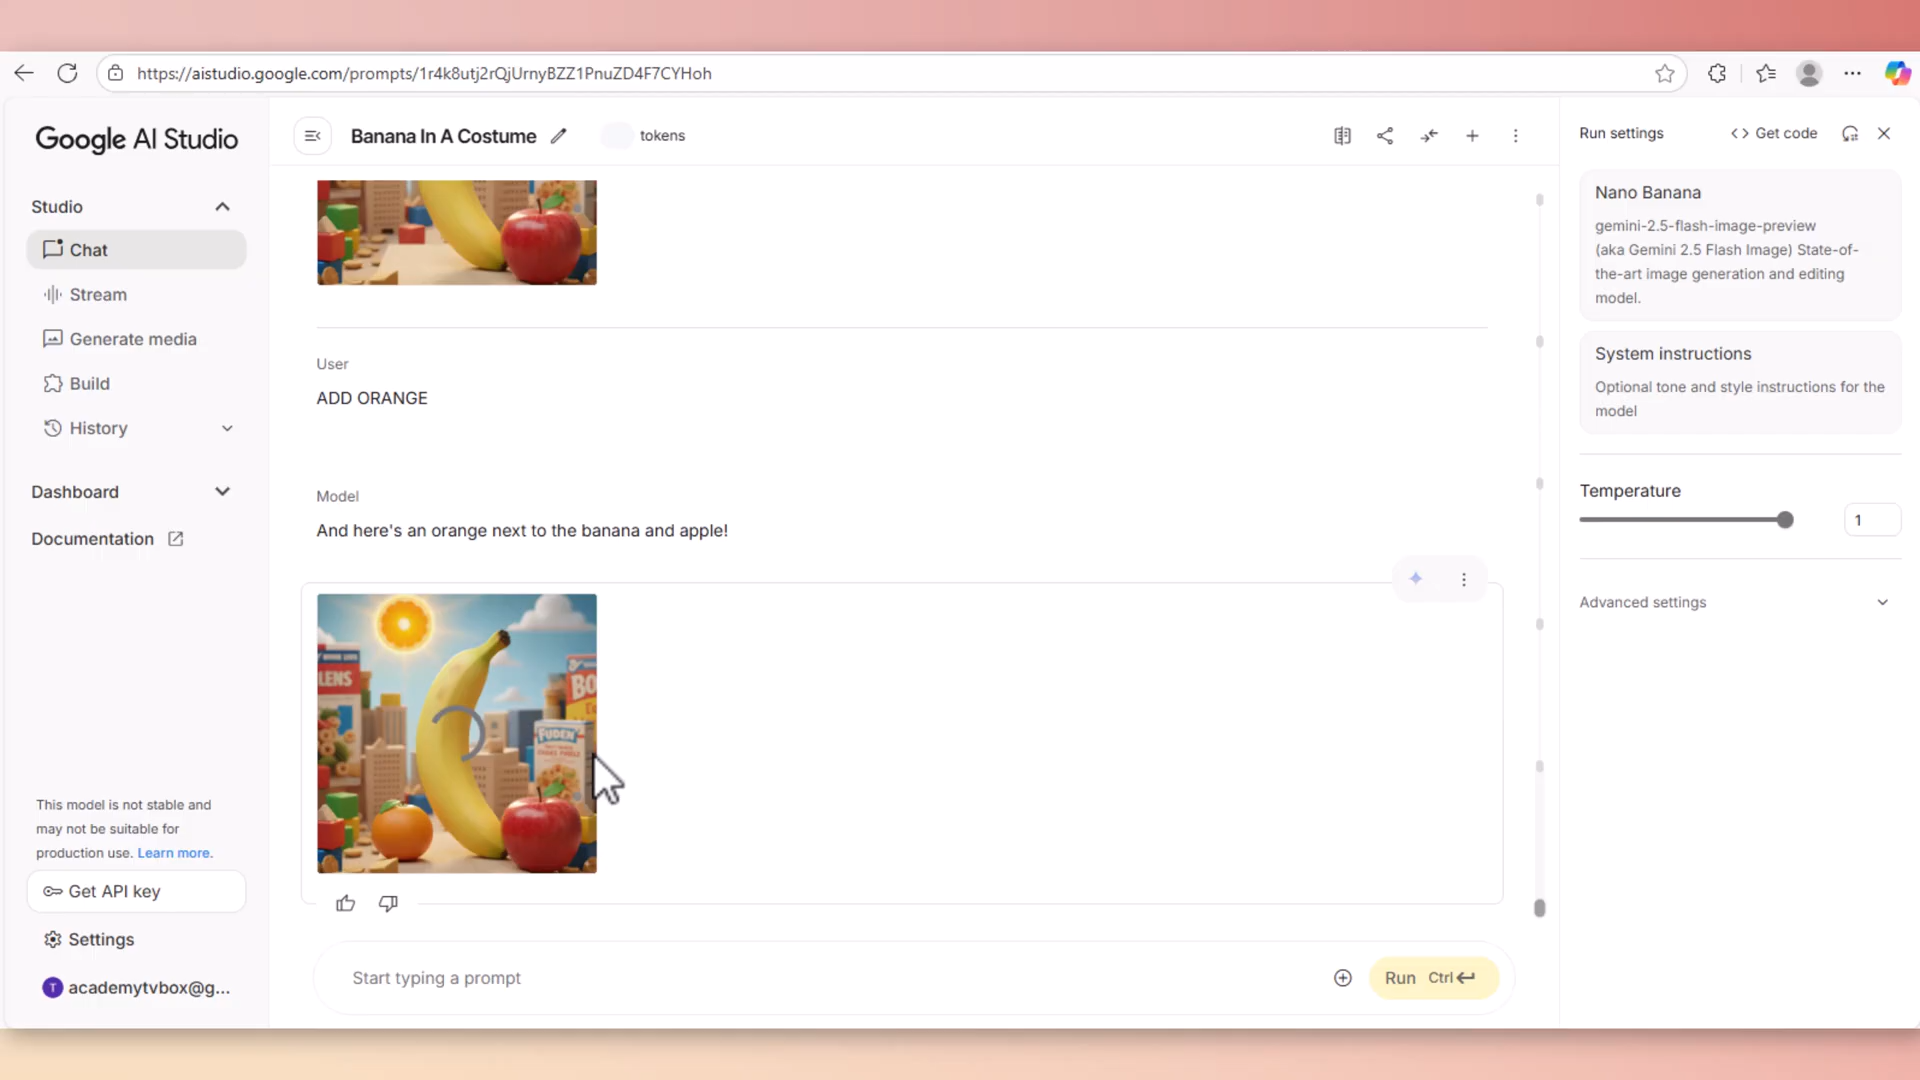 https://aistudio.google.com/prompts/1r4k8utj2rQjUrnyBZZ1PnuZD4F7CYHoh
Google AI Studio
Studio
Chat
Stream
Generate media
Build
History
Dashboard
Documentation
This model is not stable and
may not be suitable for
production use. Learn more.
Get API key
Settings
T academytvbox@g...
Banana In A Costume
tokens
User
ADD ORANGE
Model
And here's an orange next to the banana and apple!
LENS
BO
FUDEX
Start typing a prompt
Run Ctrl
Run settings
<> Get code
Nano Banana
gemini-2.5-flash-image-preview
(aka Gemini 2.5 Flash Image) State-of-
the-art image generation and editing
model.
System instructions
Optional tone and style instructions for the
model
Temperature
1
Advanced settings